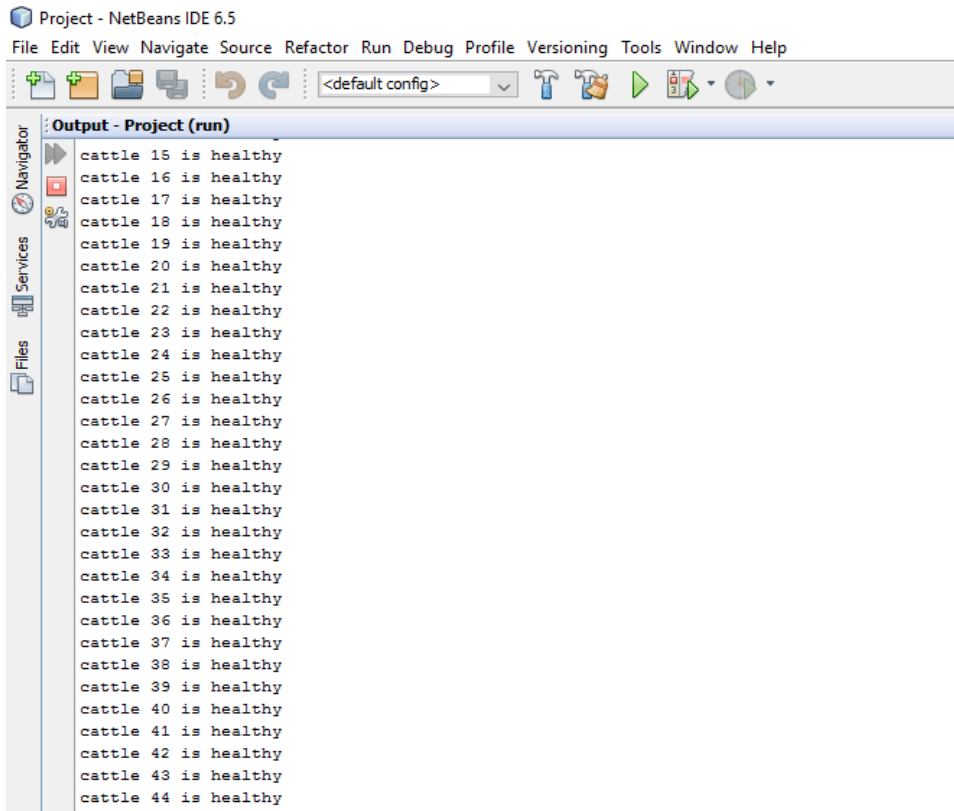 Project - NetBeans IDE 6.5
File Edit View Navigate Source Refactor Run Debug Profile Versioning Tools Window Help
<default config>
Output - Project (run)
Navigator
Services
Files
cattle 15 is healthy
cattle 16 is healthy
cattle 17 is healthy
cattle 18 is healthy
cattle 19 is healthy
cattle 20 is healthy
cattle 21 is healthy
cattle 22 is healthy
cattle 23 is healthy
cattle 24 is healthy
cattle 25 is healthy
cattle 26 is healthy
cattle 27 is healthy
cattle 28 is healthy
cattle 29 is healthy
cattle 30 is healthy
cattle 31 is healthy
cattle 32 is healthy
cattle 33 is healthy
cattle 34 is healthy
cattle 35 is healthy
cattle 36 is healthy
cattle 37 is healthy
cattle 38 is healthy
cattle 39 is healthy
cattle 40 is healthy
cattle 41 is healthy
cattle 42 is healthy
cattle 43 is healthy
cattle 44 is healthy